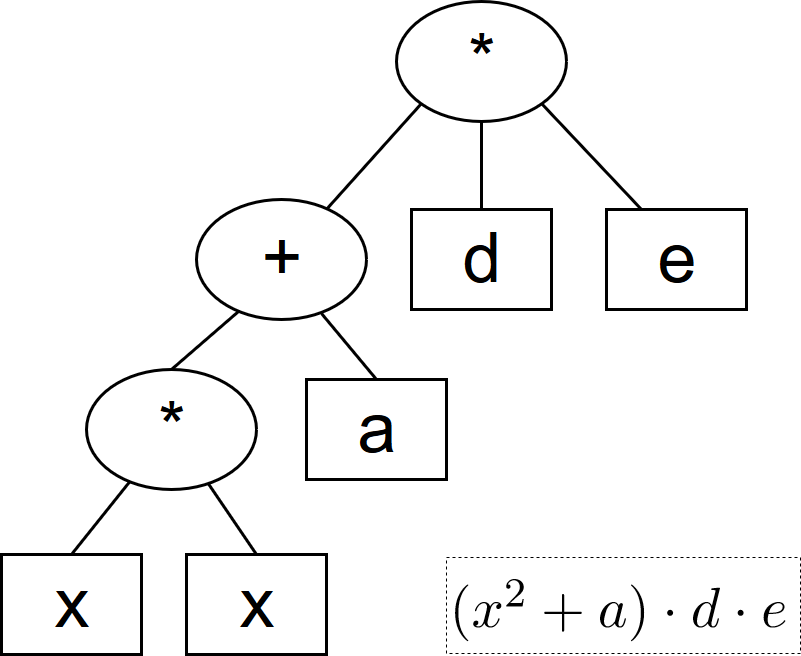 *
+ d e
* a
x x
(x² + a) · d · e